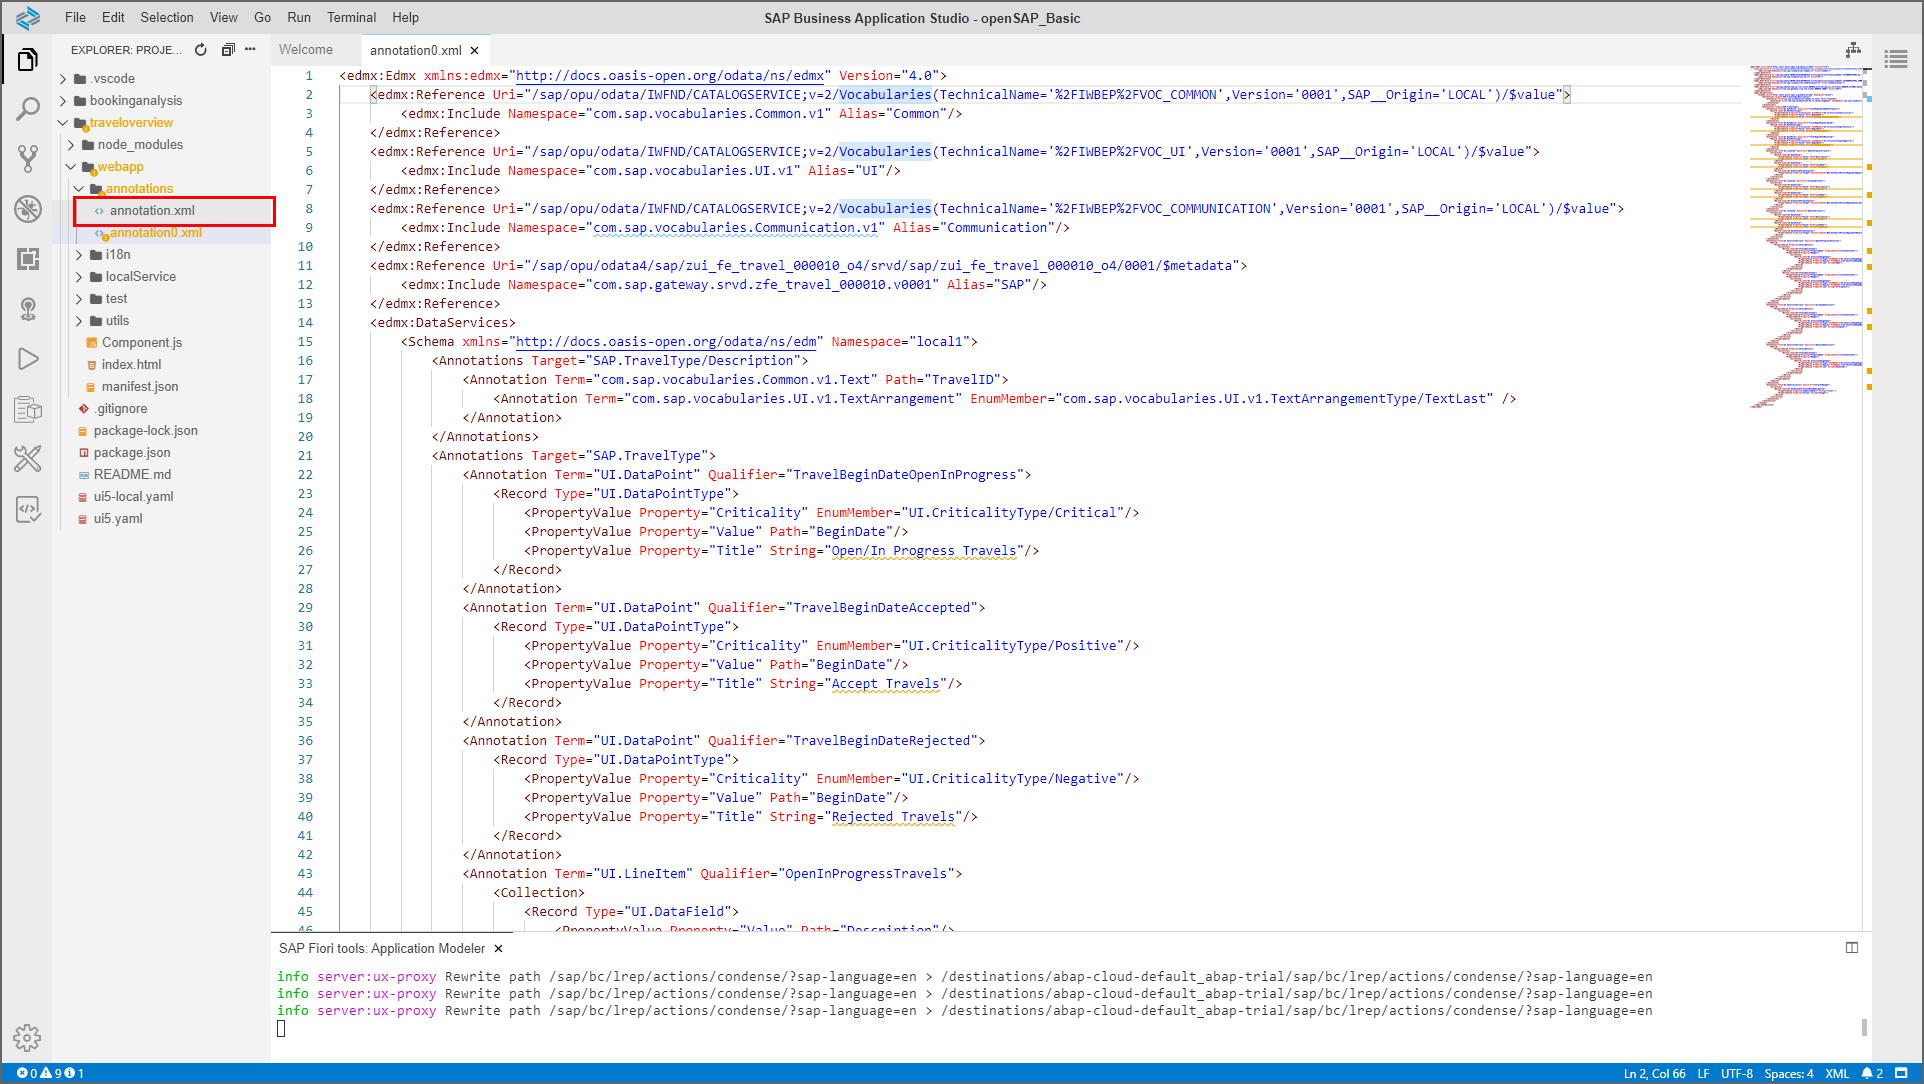 File Edit Selection View Go Run Terminal Help
SAP Business Application Studio - openSAP_Basic
EXPLORER: PROJE...
.vscode
bookinganalysis
traveloverview
node_modules
webapp
annotations
annotation.xml
annotation0.xml
i18n
localService
test
utils
Component.js
index.html
manifest.json
.gitignore
package-lock.json
package.json
README.md
ui5-local.yaml
ui5.yaml
Welcome annotation0.xml
1 <edmx:Edmx xmlns:edmx="http://docs.oasis-open.org/odata/ns/edmx" Version="4.0">
2 <edmx:Reference Uri="/sap/opu/odata/IWFND/CATALOGSERVICE;v=2/Vocabularies(TechnicalName='%2FIWBEP%2FVOC_COMMON',Version='0001',SAP__Origin='LOCAL')/$value">
3 <edmx:Include Namespace="com.sap.vocabularies.Common.v1" Alias="Common"/>
4 </edmx:Reference>
5 <edmx:Reference Uri="/sap/opu/odata/IWFND/CATALOGSERVICE;v=2/Vocabularies(TechnicalName='%2FIWBEP%2FVOC_UI',Version='0001',SAP__Origin='LOCAL')/$value">
6 <edmx:Include Namespace="com.sap.vocabularies.UI.v1" Alias="UI"/>
7 </edmx:Reference>
8 <edmx:Reference Uri="/sap/opu/odata/IWFND/CATALOGSERVICE;v=2/Vocabularies(TechnicalName='%2FIWBEP%2FVOC_COMMUNICATION',Version='0001',SAP__Origin='LOCAL')/$value">
9 <edmx:Include Namespace="com.sap.vocabularies.Communication.v1" Alias="Communication"/>
10 </edmx:Reference>
11 <edmx:Reference Uri="/sap/opu/odata4/sap/zui_fe_travel_000010_o4/srvd/sap/zui_fe_travel_000010_o4/0001/$metadata">
12 <edmx:Include Namespace="com.sap.gateway.srvd.zfe_travel_000010.v0001" Alias="SAP"/>
13 </edmx:Reference>
14 <edmx:DataServices>
15 <Schema xmlns="http://docs.oasis-open.org/odata/ns/edm" Namespace="local1">
16 <Annotations Target="SAP.TravelType/Description">
17 <Annotation Term="com.sap.vocabularies.Common.v1.Text" Path="TravelID">
18 <Annotation Term="com.sap.vocabularies.UI.v1.TextArrangement" EnumMember="com.sap.vocabularies.UI.v1.TextArrangementType/TextLast" />
19 </Annotation>
20 </Annotations>
21 <Annotations Target="SAP.TravelType">
22 <Annotation Term="UI.DataPoint" Qualifier="TravelBeginDateOpenInProgress">
23 <Record Type="UI.DataPointType">
24 <PropertyValue Property="Criticality" EnumMember="UI.CriticalityType/Critical"/>
25 <PropertyValue Property="Value" Path="BeginDate"/>
26 <PropertyValue Property="Title" String="Open/In Progress Travels"/>
27 </Record>
28 </Annotation>
29 <Annotation Term="UI.DataPoint" Qualifier="TravelBeginDateAccepted">
30 <Record Type="UI.DataPointType">
31 <PropertyValue Property="Criticality" EnumMember="UI.CriticalityType/Positive"/>
32 <PropertyValue Property="Value" Path="BeginDate"/>
33 <PropertyValue Property="Title" String="Accept Travels"/>
34 </Record>
35 </Annotation>
36 <Annotation Term="UI.DataPoint" Qualifier="TravelBeginDateRejected">
37 <Record Type="UI.DataPointType">
38 <PropertyValue Property="Criticality" EnumMember="UI.CriticalityType/Negative"/>
39 <PropertyValue Property="Value" Path="BeginDate"/>
40 <PropertyValue Property="Title" String="Rejected Travels"/>
41 </Record>
42 </Annotation>
43 <Annotation Term="UI.LineItem" Qualifier="OpenInProgressTravels">
44 <Collection>
45 <Record Type="UI.DataField">
46 <PropertyValue Property="Value" Path="Description"/>
SAP Fiori tools: Application Modeler
info server:ux-proxy Rewrite path /sap/bc/lrep/actions/condense/?sap-language=en > /destinations/abap-cloud-default_abap-trial/sap/bc/lrep/actions/condense/?sap-language=en
info server:ux-proxy Rewrite path /sap/bc/lrep/actions/condense/?sap-language=en > /destinations/abap-cloud-default_abap-trial/sap/bc/lrep/actions/condense/?sap-language=en
info server:ux-proxy Rewrite path /sap/bc/lrep/actions/condense/?sap-language=en > /destinations/abap-cloud-default_abap-trial/sap/bc/lrep/actions/condense/?sap-language=en
0 9 1 Ln 2, Col 66 LF UTF-8 Spaces: 4 XML 2